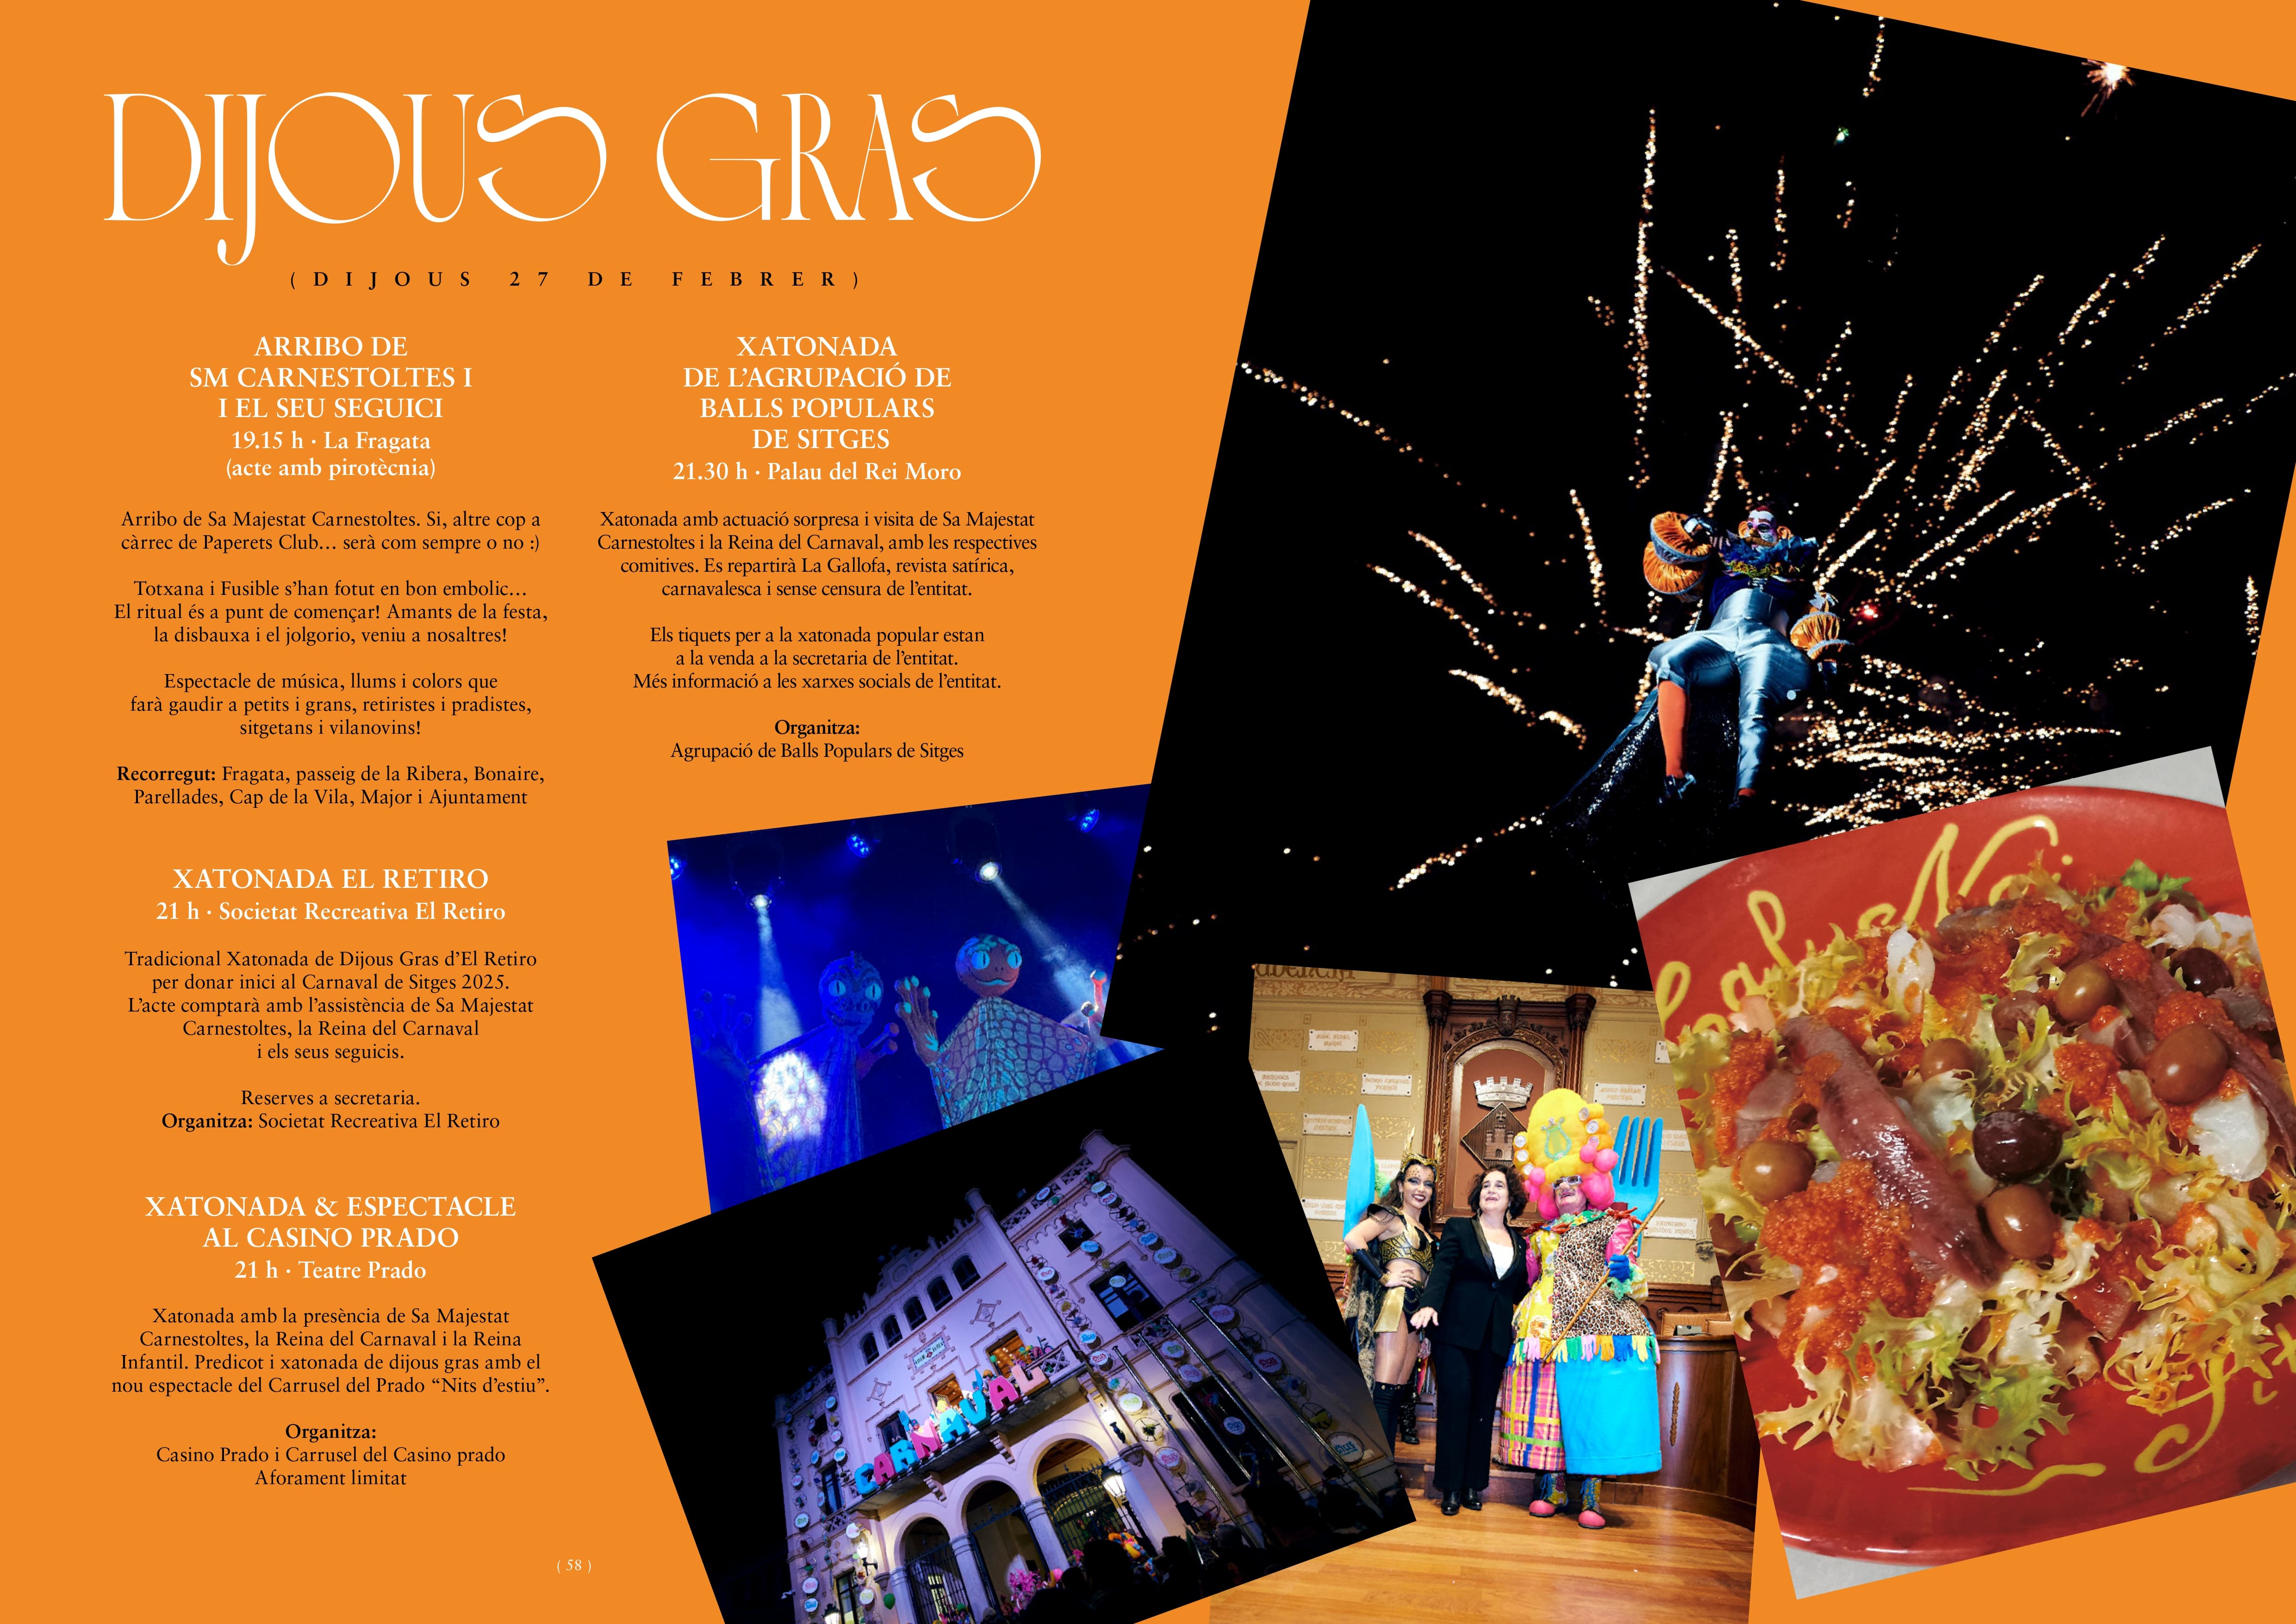 DIJOUS GRAS
(DIJOUS 27 DE FEBRER)
ARRIBO DE
SM CARNESTOLTES I
I EL SEU SEGUICI
19.15 h · La Fragata
(acte amb pirotècnia)
Arribo de Sa Majestat Carnestoltes. Si, altre cop a
càrrec de Paperets Club… serà com sempre o no :)
Totxana i Fusible s’han fotut en bon embolic…
El ritual és a punt de començar! Amants de la festa,
la disbauxa i el jolgorio, veniu a nosaltres!
Espectacle de música, llums i colors que
farà gaudir a petits i grans, retiristes i pradistes,
sitgetans i vilanovins!
Recorregut: Fragata, passeig de la Ribera, Bonaire,
Parellades, Cap de la Vila, Major i Ajuntament
XATONADA EL RETIRO
21 h · Societat Recreativa El Retiro
Tradicional Xatonada de Dijous Gras d’El Retiro
per donar inici al Carnaval de Sitges 2025.
L’acte comptarà amb l’assistència de Sa Majestat
Carnestoltes, la Reina del Carnaval
i els seus seguicis.
Reserves a secretaria.
Organitza: Societat Recreativa El Retiro
XATONADA & ESPECTACLE
AL CASINO PRADO
21 h · Teatre Prado
Xatonada amb la presència de Sa Majestat
Carnestoltes, la Reina del Carnaval i la Reina
Infantil. Predicot i xatonada de dijous gras amb el
nou espectacle del Carrusel del Prado “Nits d’estiu”.
Organitza:
Casino Prado i Carrusel del Casino prado
Aforament limitat
XATONADA
DE L’AGRUPACIÓ DE
BALLS POPULARS
DE SITGES
21.30 h · Palau del Rei Moro
Xatonada amb actuació sorpresa i visita de Sa Majestat
Carnestoltes i la Reina del Carnaval, amb les respectives
comitives. Es repartirà La Gallofa, revista satírica,
carnavalesca i sense censura de l’entitat.
Els tiquets per a la xatonada popular estan
a la venda a la secretaria de l’entitat.
Més informació a les xarxes socials de l’entitat.
Organitza:
Agrupació de Balls Populars de Sitges
CARNAVAL
( 58 )